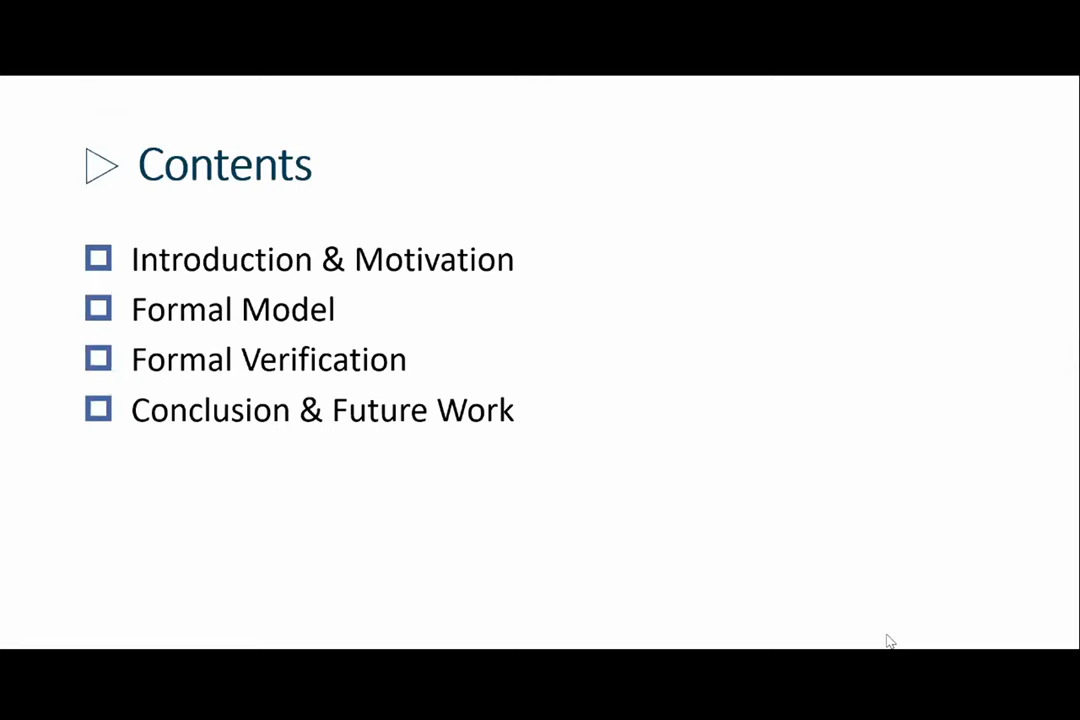 Contents
Introduction & Motivation
Formal Model
Formal Verification
Conclusion & Future Work